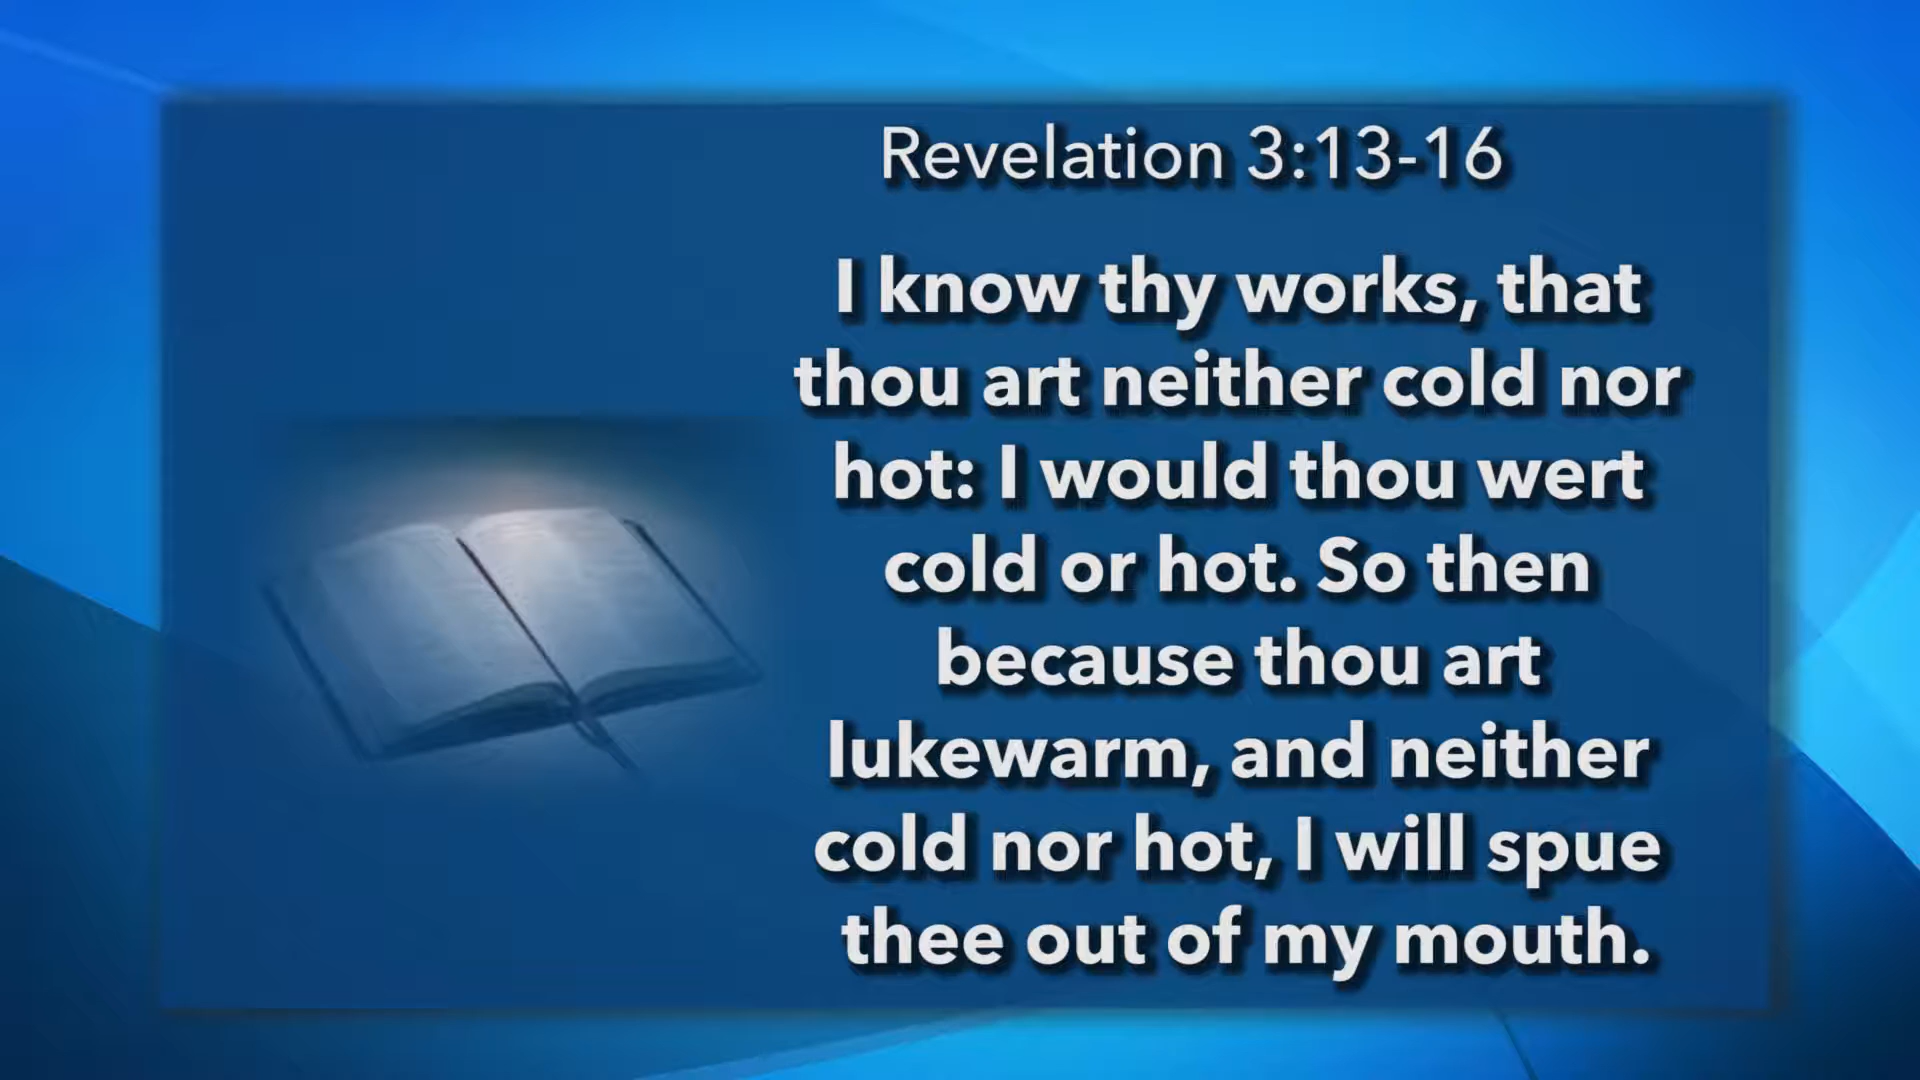 Revelation 3:13-16
I know thy works, that
thou art neither cold nor
hot: I would thou wert
cold or hot. So then
because thou art
lukewarm, and neither
cold nor hot, I will spue
thee out of my mouth.